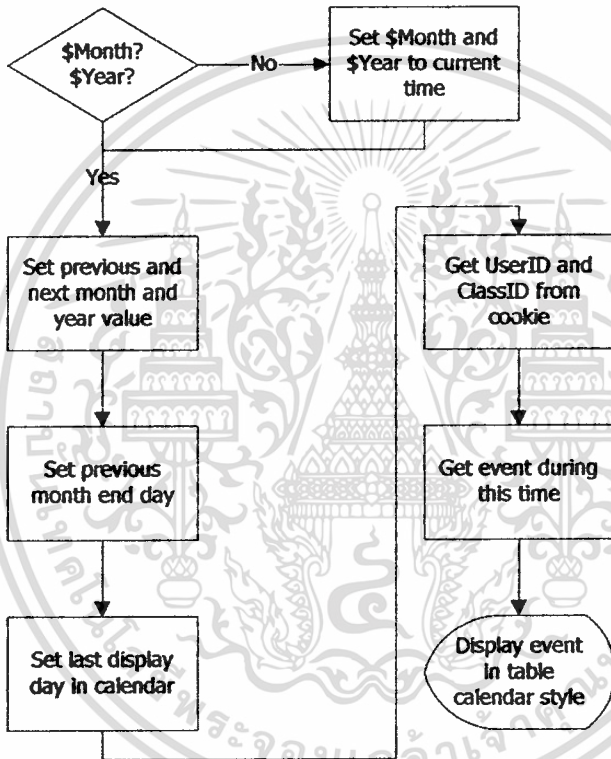 $Month?
$Year?
No
Set $Month and
$Year to current
time
Yes
Set previous and
next month and
year value
Set previous
month end day
Set last display
day in calendar
Get UserID and
ClassID from
cookie
Get event during
this time
Display event
in table
calendar style